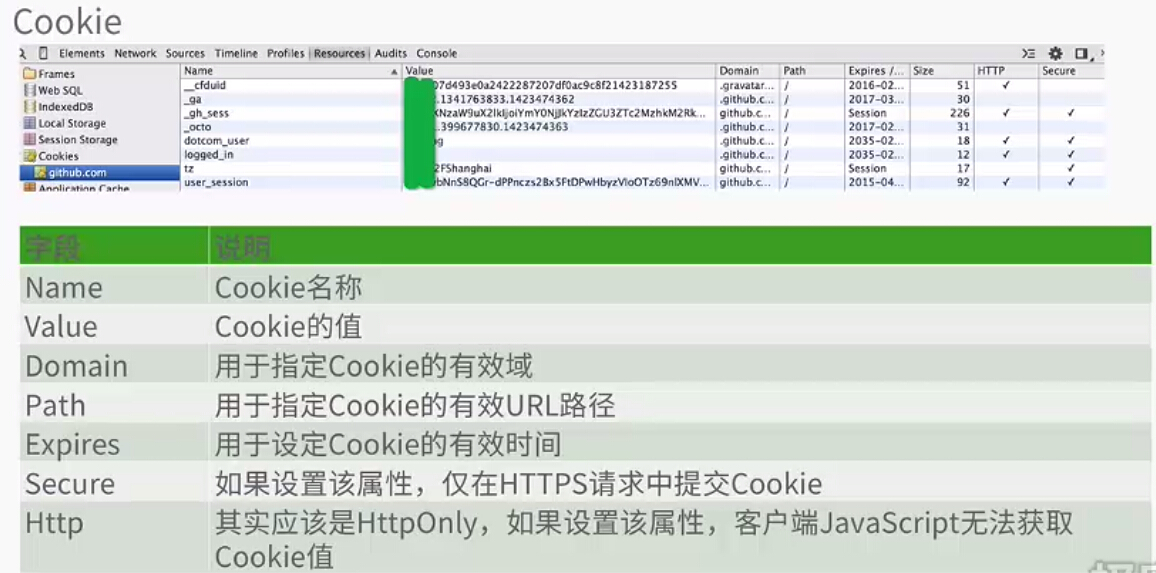 Cookie
Elements Network Sources Timeline Profiles Resources Audits Console
Name Value Domain Path Expires /... Size HTTP Secure
Frames
Web SQL
IndexedDB
Local Storage
Session Storage
Cookies
github.com
Application Cache
__cfduid 07d493e0a2422287207df0ac9c8f21423187255 .gravatar... / 2016-02... 51 ✓
_ga .1341763833.1423474362 .github.c... / 2017-03... 30
_gh_sess github.c... / Session 226 ✓ ✓
_octo .399677830.1423474363 .github.c... / 2017-02... 31
dotcom_user .github.c... / 2035-02... 18 ✓ ✓
logged_in .github.c... / 2035-02... 12 ✓ ✓
tz 2FShanghai github.c... / Session 17 ✓
user_session github.c... / 2015-04... 92 ✓ ✓
字段 说明
Name Cookie名称
Value Cookie的值
Domain 用于指定Cookie的有效域
Path 用于指定Cookie的有效URL路径
Expires 用于设定Cookie的有效时间
Secure 如果设置该属性，仅在HTTPS请求中提交Cookie
Http 其实应该是HttpOnly，如果设置该属性，客户端JavaScript无法获取
Cookie值